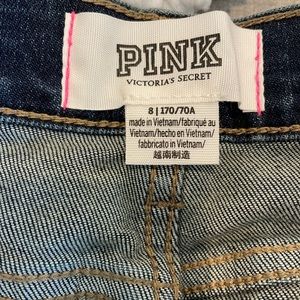 PINK
VICTORIA'S SECRET
8 | 170/70A
made in Vietnam/fabriqué au
Vietnam/hecho en Vietnam/
fabbricato in Vietnam/
越南制造